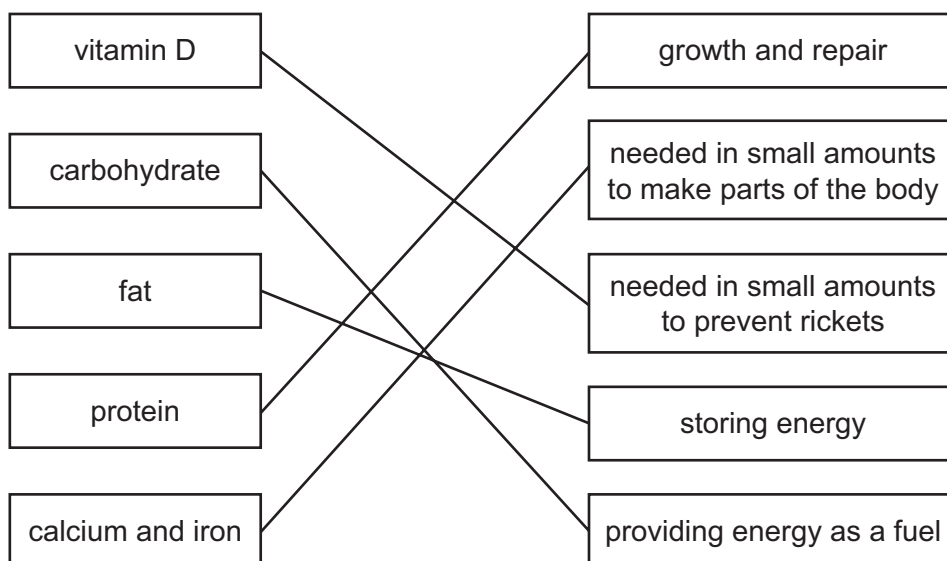 vitamin D
carbohydrate
fat
protein
calcium and iron
growth and repair
needed in small amounts
to make parts of the body
needed in small amounts
to prevent rickets
storing energy
providing energy as a fuel